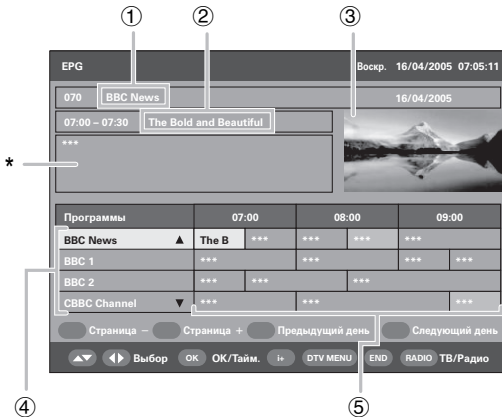 ① ② ③
EPG Воскр. 16/04/2005 07:05:11
070 BBC News 16/04/2005
07:00 – 07:30 The Bold and Beautiful
***
*
Программы 07:00 08:00 09:00
BBC News ▲ The B *** *** *** ***
BBC 1 *** *** *** ***
BBC 2 *** *** ***
CBBC Channel ▼ *** *** ***
Страница – Страница + Предыдущий день Следующий день
Выбор OK ОК/Тайм. i+ DTV MENU END RADIO ТВ/Радио
④ ⑤